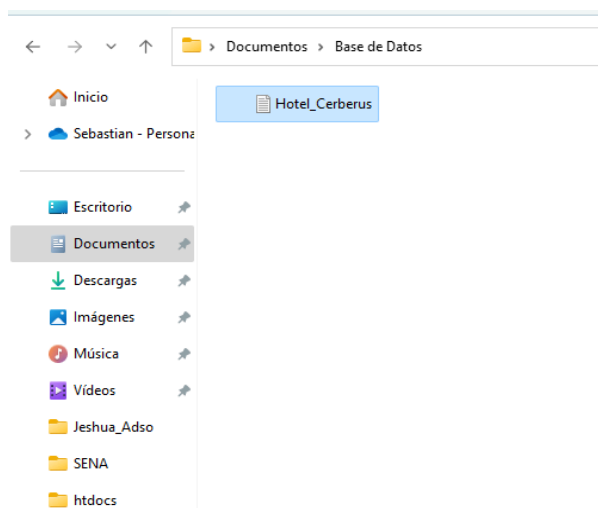 Documentos > Base de Datos
Inicio
Hotel_Cerberus
Sebastian - Persona
Escritorio
Documentos
Descargas
Imágenes
Música
Vídeos
Jeshua_Adso
SENA
htdocs